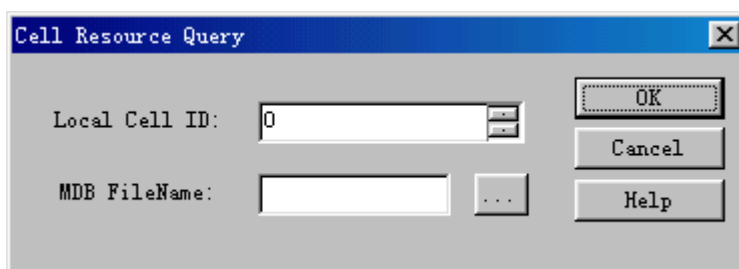 Cell Resource Query
Local Cell ID: 0 OK
Cancel
MDB FileName: ... Help